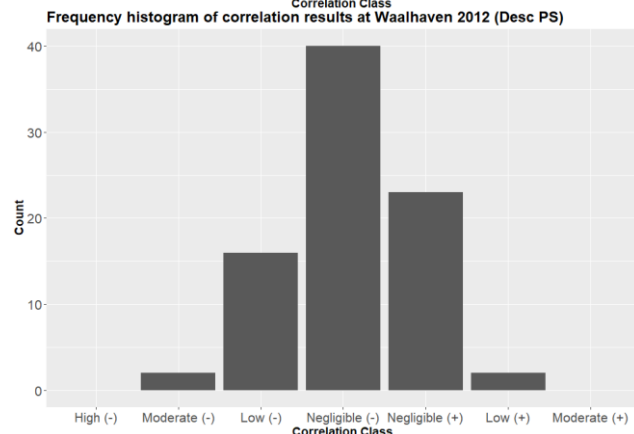 Correlation Class
Frequency histogram of correlation results at Waalhaven 2012 (Desc PS)
40
30
20
10
0
Count
High (-) Moderate (-) Low (-) Negligible (-) Negligible (+) Low (+) Moderate (+)
Correlation Class